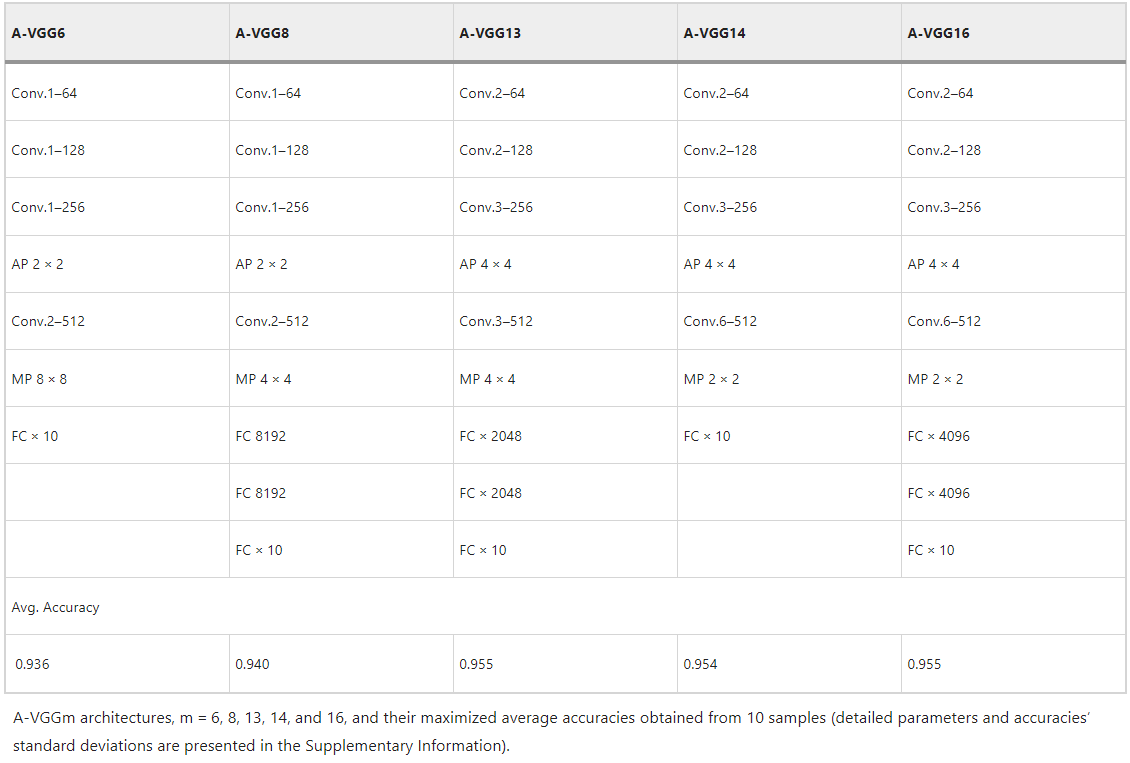 A-VGG6 A-VGG8 A-VGG13 A-VGG14 A-VGG16
Conv.1–64 Conv.1–64 Conv.2–64 Conv.2–64 Conv.2–64
Conv.1–128 Conv.1–128 Conv.2–128 Conv.2–128 Conv.2–128
Conv.1–256 Conv.1–256 Conv.3–256 Conv.3–256 Conv.3–256
AP 2 × 2 AP 2 × 2 AP 4 × 4 AP 4 × 4 AP 4 × 4
Conv.2–512 Conv.2–512 Conv.3–512 Conv.6–512 Conv.6–512
MP 8 × 8 MP 4 × 4 MP 4 × 4 MP 2 × 2 MP 2 × 2
FC × 10 FC 8192 FC × 2048 FC × 10 FC × 4096
FC 8192 FC × 2048 FC × 4096
FC × 10 FC × 10 FC × 10
Avg. Accuracy
0.936 0.940 0.955 0.954 0.955
A-VGGm architectures, m = 6, 8, 13, 14, and 16, and their maximized average accuracies obtained from 10 samples (detailed parameters and accuracies’
standard deviations are presented in the Supplementary Information).